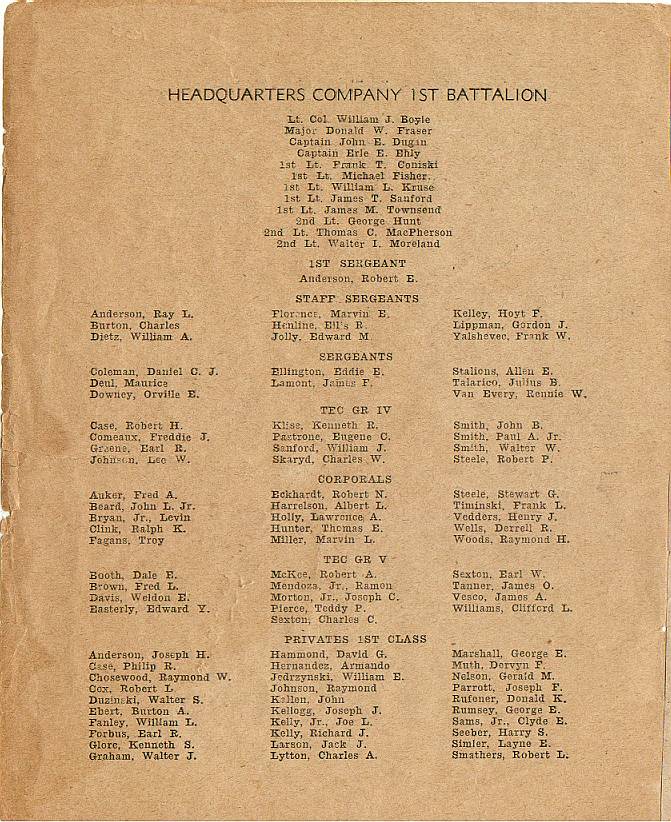 HEADQUARTERS COMPANY 1ST BATTALION
Lt. Col. William J. Boyle
Major Donald W. Fraser
Captain John E. Dugin
Captain Erle E. Ehly
1st Lt. Frank T. Coniski
1st Lt. Michael Fisher.
1st Lt. William L. Kruse
1st Lt. James T. Sanford
1st Lt. James M. Townsend
2nd Lt. George Hunt
2nd Lt. Thomas C. MacPherson
2nd Lt. Walter I. Moreland
1ST SERGEANT
Anderson, Robert E.
STAFF SERGEANTS
Anderson, Ray L. Florence, Marvin E. Kelley, Hoyt F.
Burton, Charles Henline, Ellis R. Lippman, Gordon J.
Dietz, William A. Jolly, Edward M Yalshevec, Frank W.
SERGEANTS
Coleman, Daniel C. J. Ellington, Eddie E. Stallons, Allen E.
Deul, Maurice Lamont, James F. Talarico, Julius B.
Downey, Orville E. Van Every, Rennie W.
TEC GR IV
Case, Robert H. Klise, Kenneth R. Smith, John B.
Comeaux, Freddie J. Pastrone, Eugene C. Smith, Paul A. Jr.
Greene, Earl R. Sanford, William J. Smith, Walter W.
Johnson, Lee W. Skaryd, Charles W. Steele, Robert P.
CORPORALS
Auker, Fred A. Eckhardt, Robert N. Steele, Stewart G.
Beard, John L. Jr. Harrelson, Albert L. Timinski, Frank L.
Bryan, Jr., Levin Holly, Lawrence A. Vedders, Henry J.
Clink, Ralph K. Hunter, Thomas E. Wells, Derrell R.
Fagans, Troy Miller, Marvin L. Woods, Raymond H.
TEC GR V
Booth, Dale E. McKee, Robert A. Sexton, Earl W.
Brown, Fred L. Mendoza, Jr., Ramon Tanner, James O.
Davis, Weldon E. Morton, Jr., Joseph C. Vesco, James A.
Easterly, Edward Y. Pierce, Teddy P. Williams, Clifford L.
Sexton, Charles C.
PRIVATES 1ST CLASS
Anderson, Joseph H. Hammond, David G. Marshall, George E.
Case, Philip R. Hernandez, Armando Muth, Dervyn F.
Chosewood, Raymond W. Jedrzynski, William E. Nelson, Gerald M.
Cox, Robert L Johnson, Raymond Parrott, Joseph F.
Duzinski, Walter S. Kallen, John Rufener, Donald K.
Ebert, Burton A. Kellogg, Joseph J. Rumsey, George E.
Fanley, William L. Kelly, Jr., Joe L. Sams, Jr., Clyde E.
Forbus, Earl R. Kelly, Richard J. Seeber, Harry S.
Glore, Kenneth S. Larson, Jack J. Simler, Layne E.
Graham, Walter J. Lytton, Charles A. Smathers, Robert L.